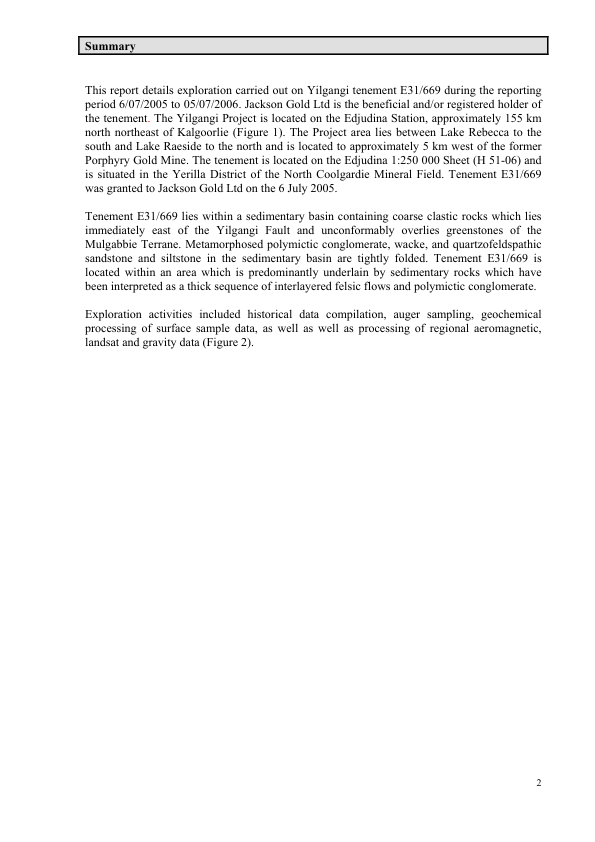 Summary
This report details exploration carried out on Yilgangi tenement E31/669 during the reporting
period 6/07/2005 to 05/07/2006. Jackson Gold Ltd is the beneficial and/or registered holder of
the tenement. The Yilgangi Project is located on the Edjudina Station, approximately 155 km
north northeast of Kalgoorlie (Figure 1). The Project area lies between Lake Rebecca to the
south and Lake Raeside to the north and is located to approximately 5 km west of the former
Porphyry Gold Mine. The tenement is located on the Edjudina 1:250 000 Sheet (H 51-06) and
is situated in the Yerilla District of the North Coolgardie Mineral Field. Tenement E31/669
was granted to Jackson Gold Ltd on the 6 July 2005.
Tenement E31/669 lies within a sedimentary basin containing coarse clastic rocks which lies
immediately east of the Yilgangi Fault and unconformably overlies greenstones of the
Mulgabbie Terrane. Metamorphosed polymictic conglomerate, wacke, and quartzofeldspathic
sandstone and siltstone in the sedimentary basin are tightly folded. Tenement E31/669 is
located within an area which is predominantly underlain by sedimentary rocks which have
been interpreted as a thick sequence of interlayered felsic flows and polymictic conglomerate.
Exploration activities included historical data compilation, auger sampling, geochemical
processing of surface sample data, as well as well as processing of regional aeromagnetic,
landsat and gravity data (Figure 2).
2